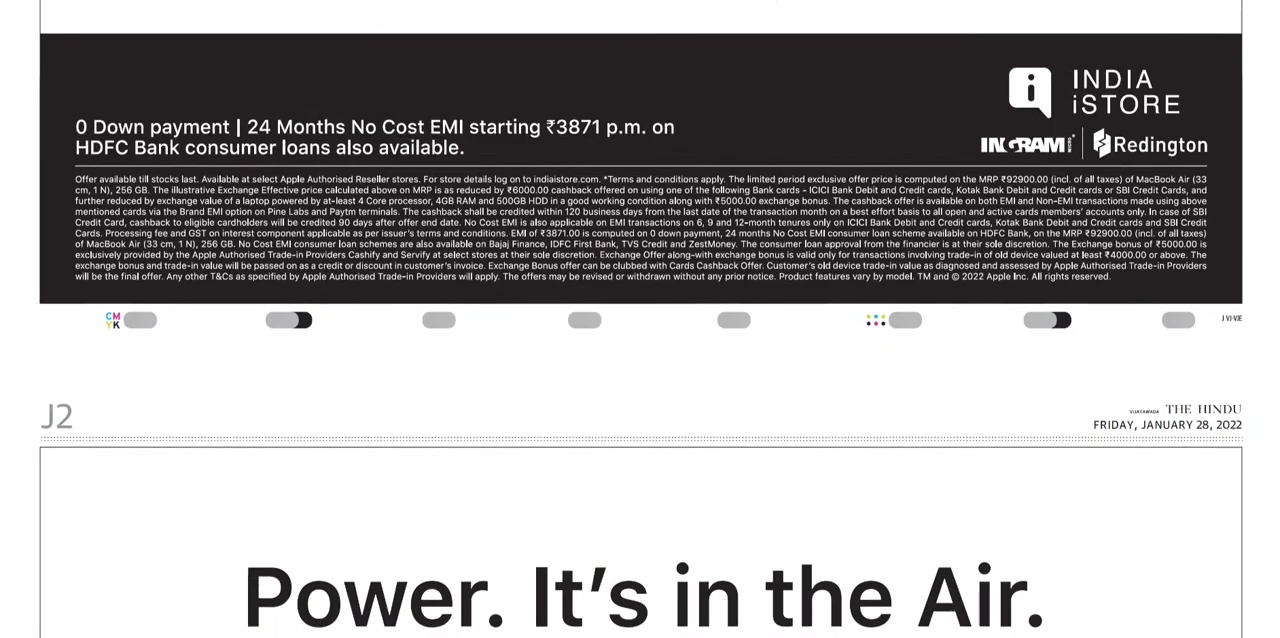 INDIA
iSTORE
0 Down payment | 24 Months No Cost EMI starting ₹3871 p.m. on
HDFC Bank consumer loans also available.
INGRAM MICRO
Redington
Offer available till stocks last. Available at select Apple Authorised Reseller stores. For store details log on to indiaistore.com. *Terms and conditions apply. The limited period exclusive offer price is computed on the MRP ₹92900.00 (incl. of all taxes) of MacBook Air (33
cm, 1 N), 256 GB. The illustrative Exchange Effective price calculated above on MRP is as reduced by ₹6000.00 cashback offered on using one of the following Bank cards - ICICI Bank Debit and Credit cards, Kotak Bank Debit and Credit cards or SBI Credit Cards, and
further reduced by exchange value of a laptop powered by at-least 4 Core processor, 4GB RAM and 500GB HDD in a good working condition along with ₹5000.00 exchange bonus. The cashback offer is available on both EMI and Non-EMI transactions made using above
mentioned cards via the Brand EMI option on Pine Labs and Paytm terminals. The cashback shall be credited within 120 business days from the last date of the transaction month on a best effort basis to all open and active cards members' accounts only. In case of SBI
Credit Card, cashback to eligible cardholders will be credited 90 days after offer end date. No Cost EMI is also applicable on EMI transactions on 6, 9 and 12-month tenures only on ICICI Bank Debit and Credit cards, Kotak Bank Debit and Credit cards and SBI Credit
Cards. Processing fee and GST on interest component applicable as per issuer's terms and conditions. EMI of ₹3871.00 is computed on 0 down payment, 24 months No Cost EMI consumer loan scheme available on HDFC Bank, on the MRP ₹92900.00 (incl. of all taxes)
of MacBook Air (33 cm, 1 N), 256 GB. No Cost EMI consumer loan schemes are also available on Bajaj Finance, IDFC First Bank, TVS Credit and ZestMoney. The consumer loan approval from the financier is at their sole discretion. The Exchange bonus of ₹5000.00 is
exclusively provided by the Apple Authorised Trade-in Providers Cashify and Servify at select stores at their sole discretion. Exchange Offer along-with exchange bonus is valid only for transactions involving trade-in of old device valued at least ₹4000.00 or above. The
exchange bonus and trade-in value will be passed on as a credit or discount in customer's invoice. Exchange Bonus offer can be clubbed with Cards Cashback Offer. Customer's old device trade-in value as diagnosed and assessed by Apple Authorised Trade-in Providers
will be the final offer. Any other T&Cs as specified by Apple Authorised Trade-in Providers will apply. The offers may be revised or withdrawn without any prior notice. Product features vary by model. TM and © 2022 Apple Inc. All rights reserved.
CM
YK
J VJ-VJE
J2
VIJAYAWADA THE HINDU
FRIDAY, JANUARY 28, 2022
Power. It's in the Air.